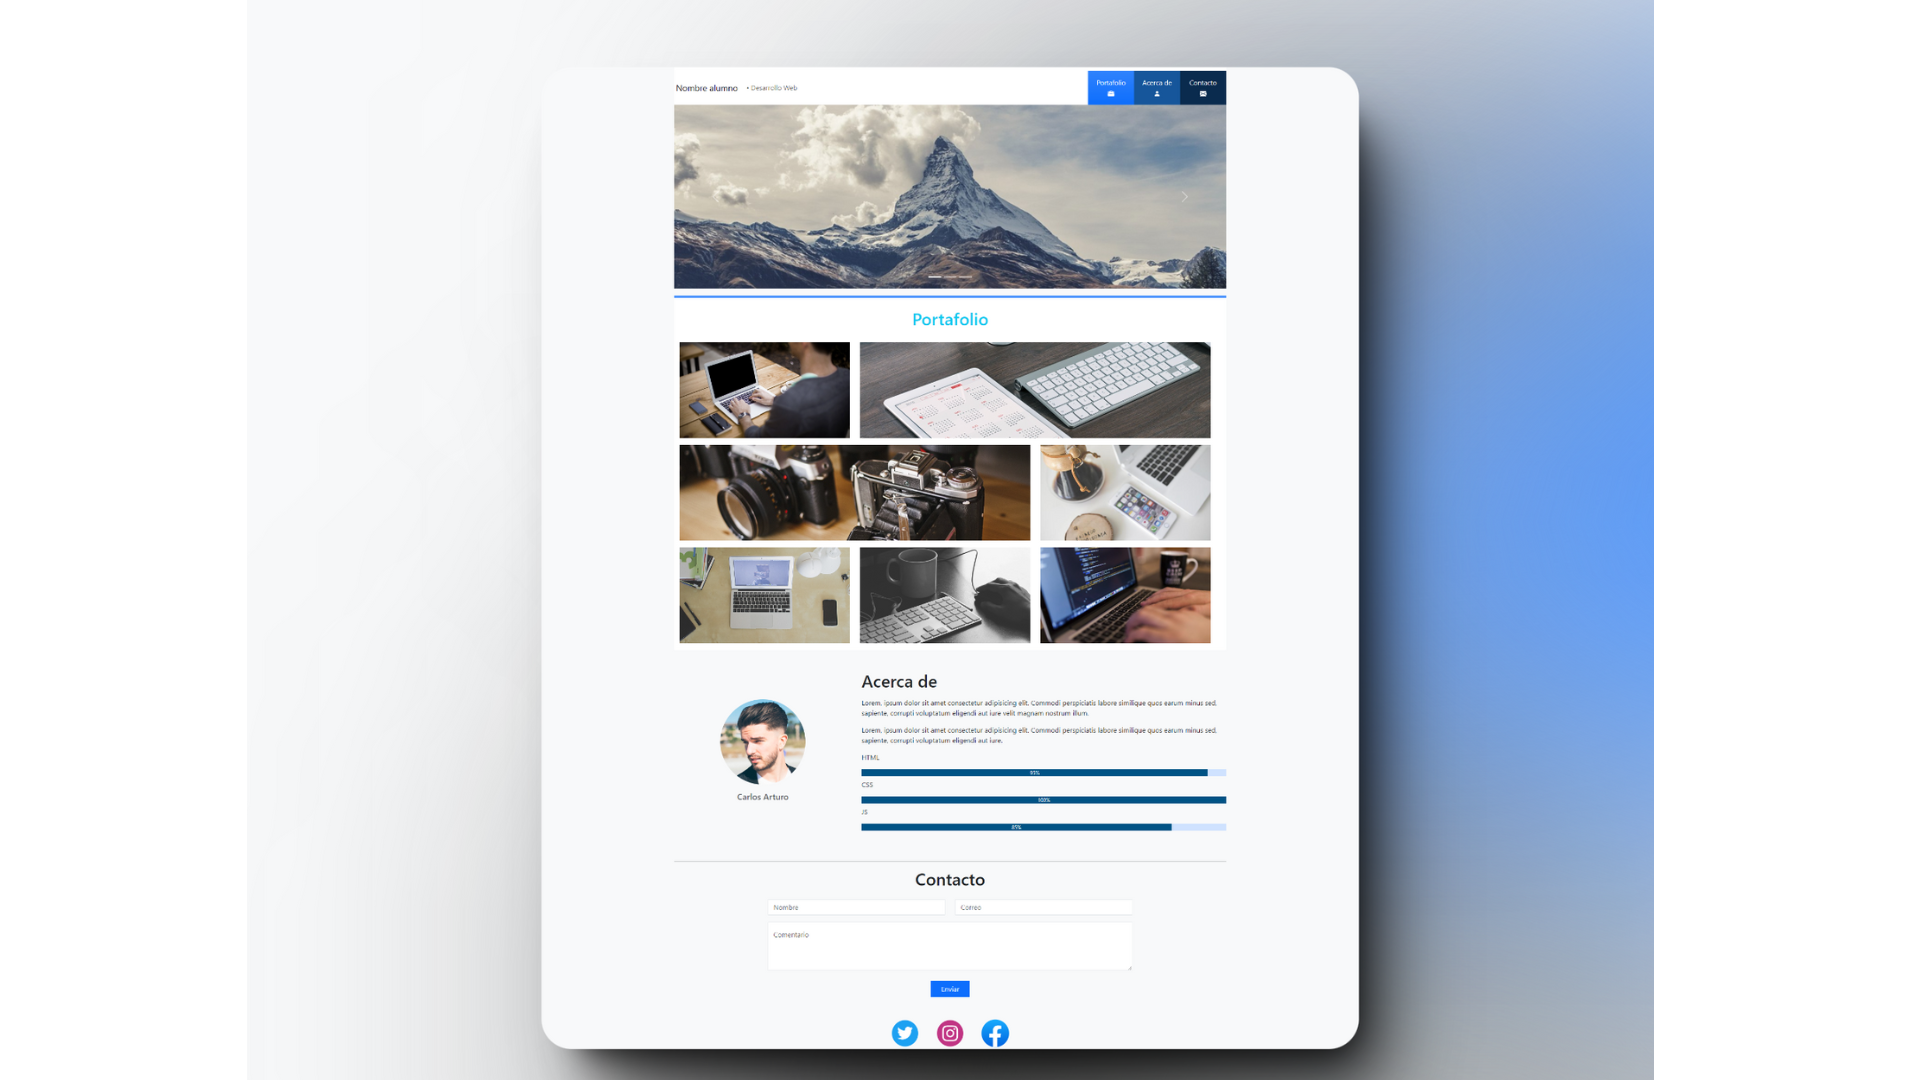 Nombre alumno • Desarrollo Web
Portafolio Acerca de Contacto
Portafolio
Acerca de
Lorem, ipsum dolor sit amet consectetur adipisicing elit. Commodi perspiciatis labore similique quos earum minus sed,
sapiente, corrupti voluptatum eligendi aut iure velit magnam nostrum illum.
Lorem, ipsum dolor sit amet consectetur adipisicing elit. Commodi perspiciatis labore similique quos earum minus sed,
sapiente, corrupti voluptatum eligendi aut iure.
HTML
95%
CSS
100%
JS
85%
Carlos Arturo
Contacto
Nombre
Correo
Comentario
Enviar